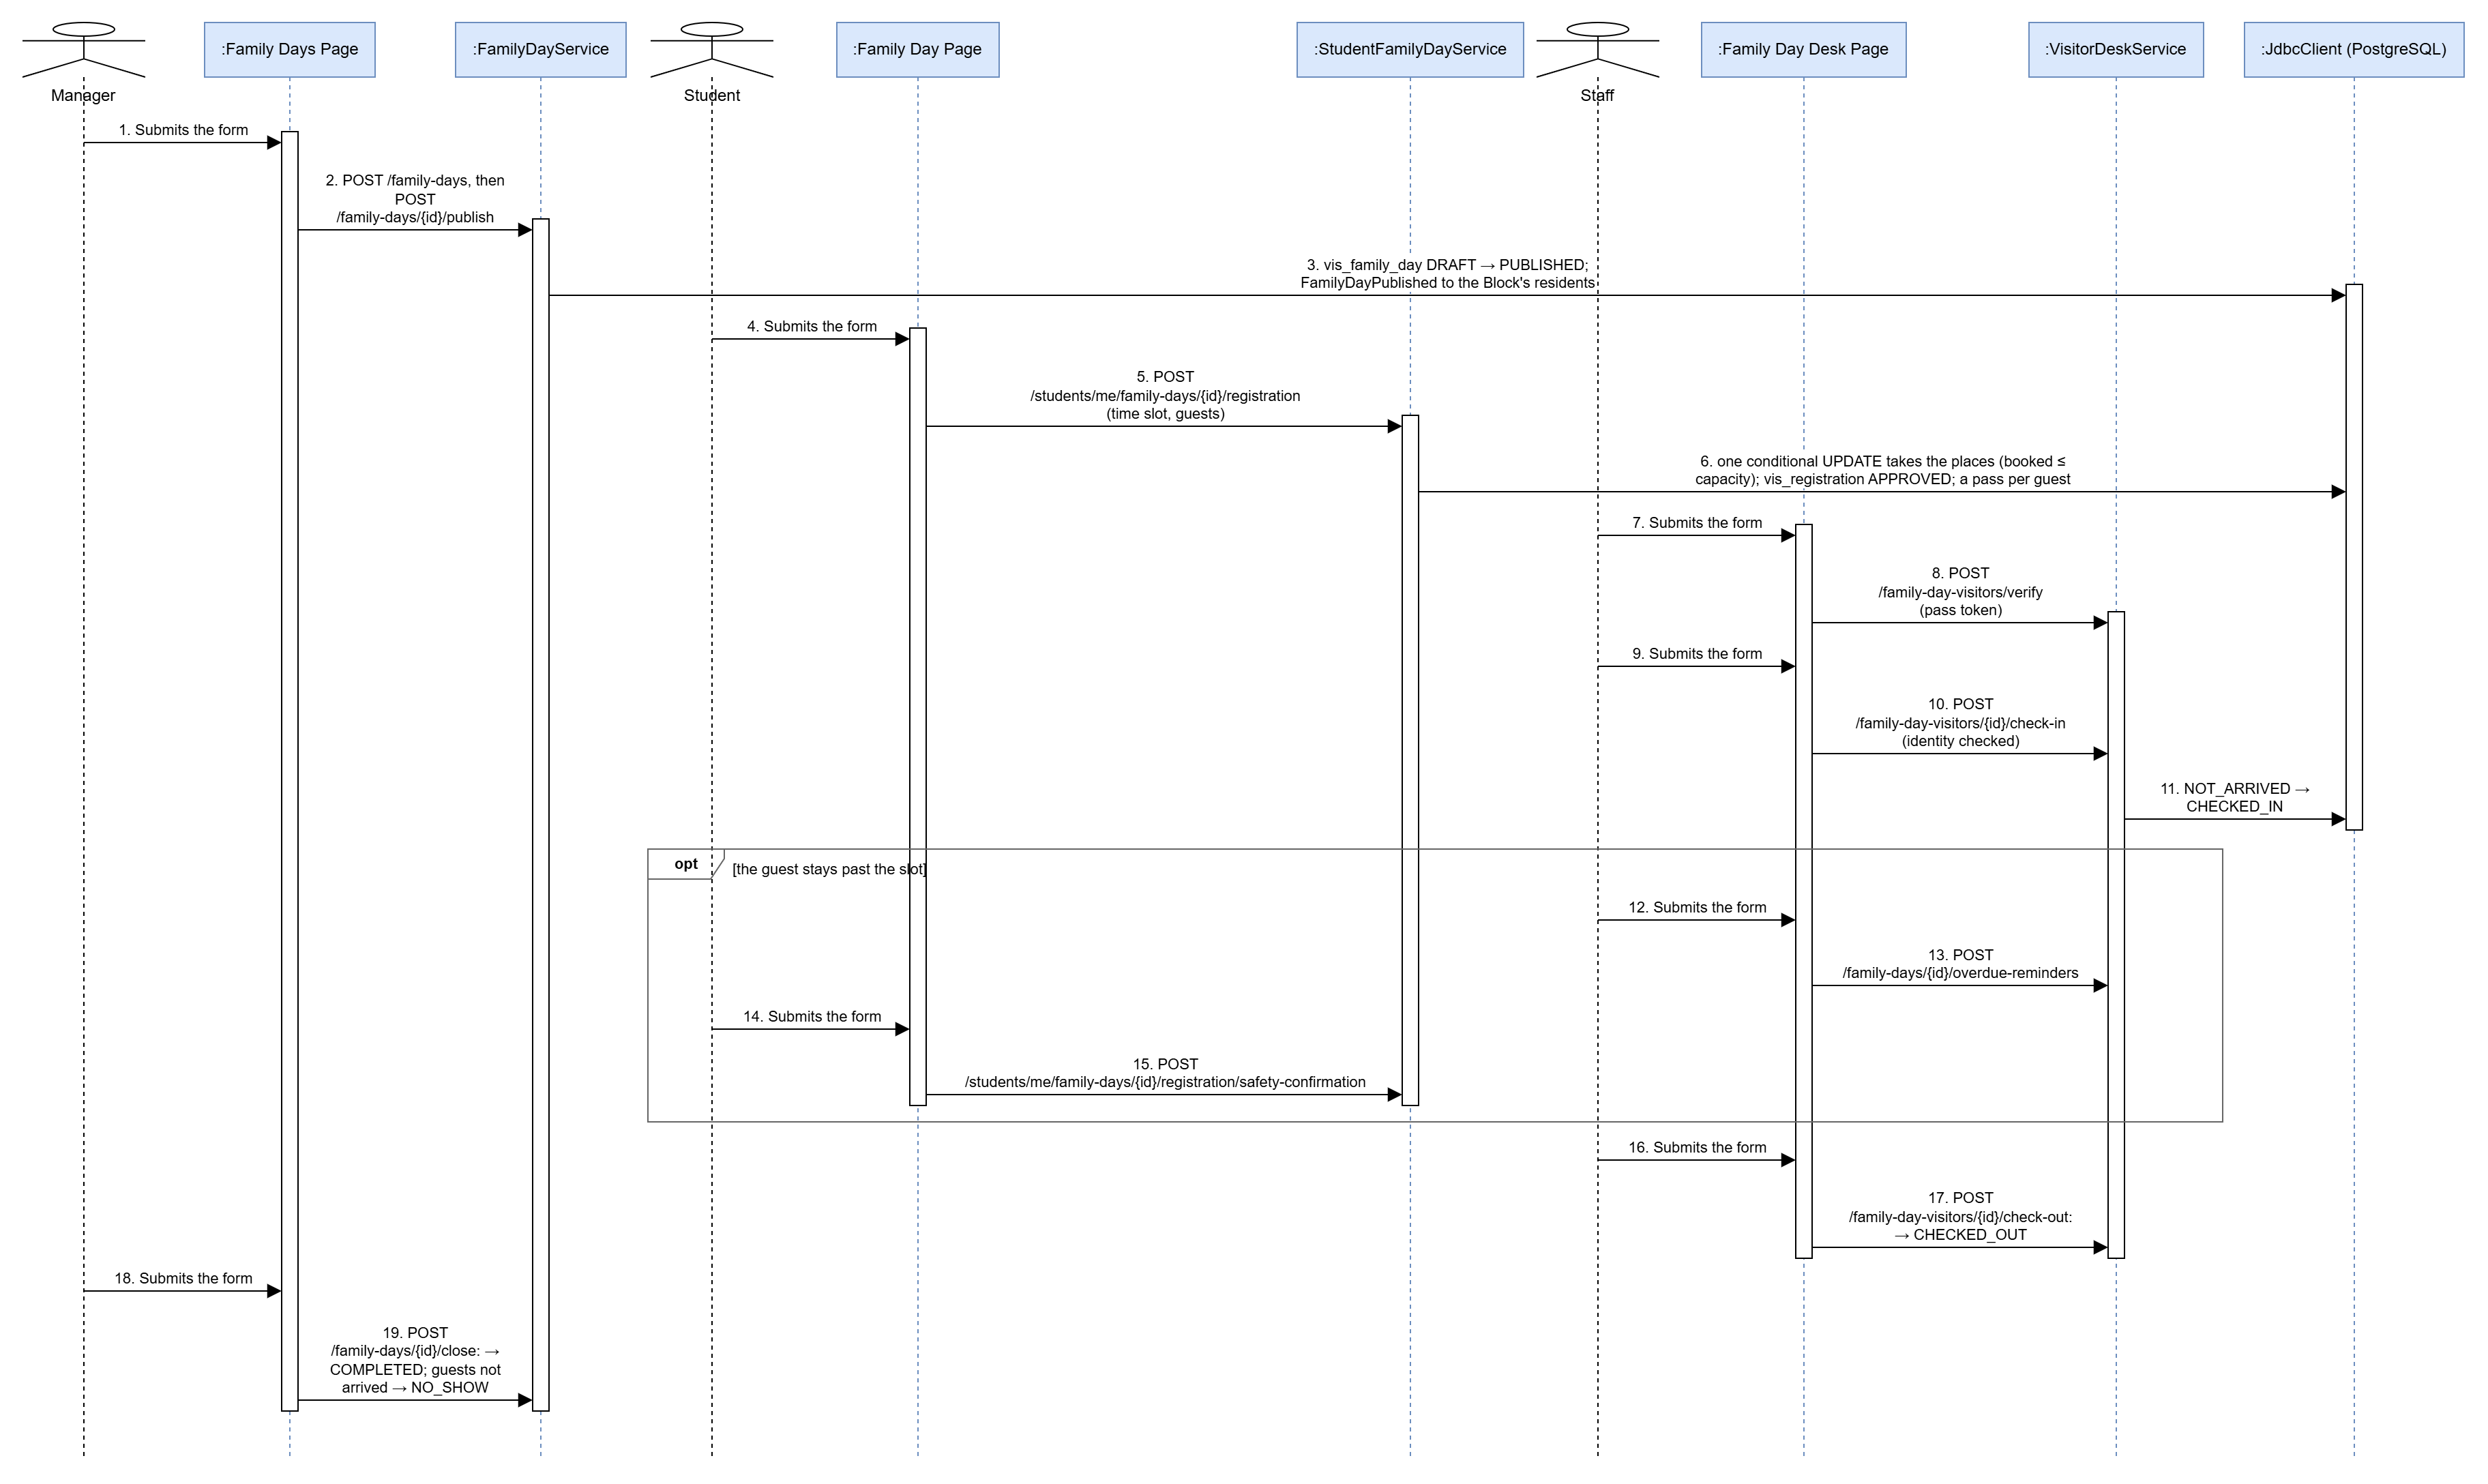 :Family Days Page
:FamilyDayService
:Family Day Page
:StudentFamilyDayService
:Family Day Desk Page
:VisitorDeskService
:JdbcClient (PostgreSQL)
Manager
Student
Staff
1. Submits the form
2. POST /family-days, then
POST
/family-days/{id}/publish
3. vis_family_day DRAFT → PUBLISHED;
FamilyDayPublished to the Block's residents
4. Submits the form
5. POST
/students/me/family-days/{id}/registration
(time slot, guests)
6. one conditional UPDATE takes the places (booked ≤
capacity); vis_registration APPROVED; a pass per guest
7. Submits the form
8. POST
/family-day-visitors/verify
(pass token)
9. Submits the form
10. POST
/family-day-visitors/{id}/check-in
(identity checked)
11. NOT_ARRIVED →
CHECKED_IN
opt
[the guest stays past the slot]
12. Submits the form
13. POST
/family-days/{id}/overdue-reminders
14. Submits the form
15. POST
/students/me/family-days/{id}/registration/safety-confirmation
16. Submits the form
17. POST
/family-day-visitors/{id}/check-out:
→ CHECKED_OUT
18. Submits the form
19. POST
/family-days/{id}/close: →
COMPLETED; guests not
arrived → NO_SHOW